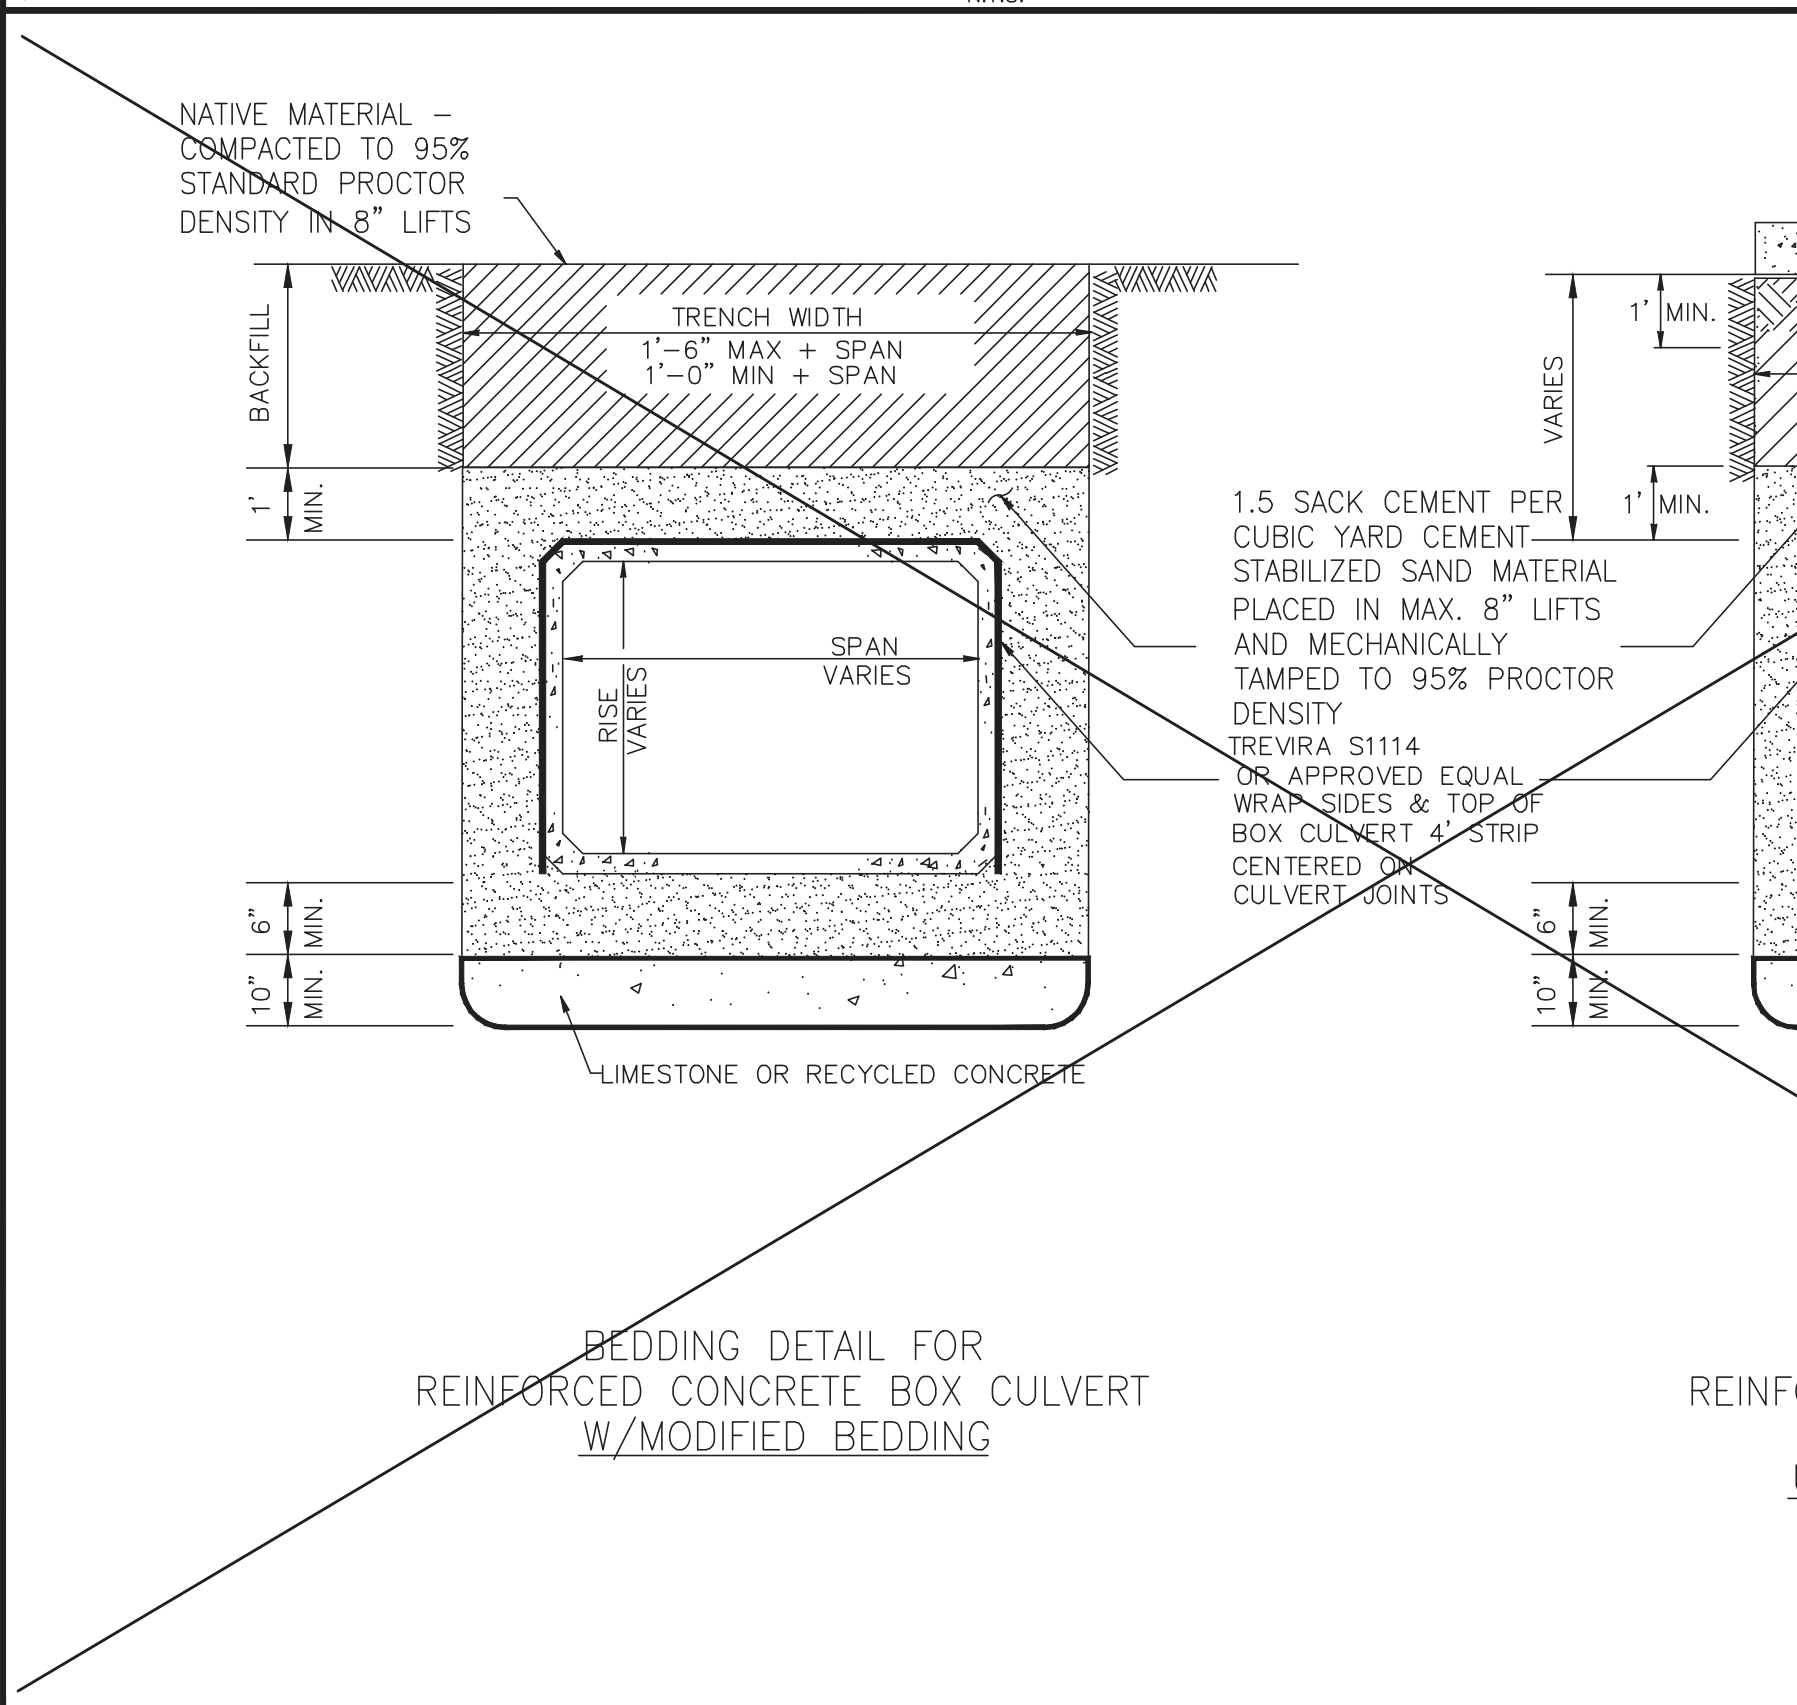 NATIVE MATERIAL –
COMPACTED TO 95%
STANDARD PROCTOR
DENSITY IN 8" LIFTS
BACKFILL
TRENCH WIDTH
1'-6" MAX + SPAN
1'-0" MIN + SPAN
1'
MIN.
SPAN
VARIES
RISE
VARIES
6"
MIN.
10"
MIN.
LIMESTONE OR RECYCLED CONCRETE
1.5 SACK CEMENT PER
CUBIC YARD CEMENT
STABILIZED SAND MATERIAL
PLACED IN MAX. 8" LIFTS
AND MECHANICALLY
TAMPED TO 95% PROCTOR
DENSITY
TREVIRA S1114
OR APPROVED EQUAL
WRAP SIDES & TOP OF
BOX CULVERT 4' STRIP
CENTERED ON
CULVERT JOINTS
VARIES
1' MIN.
1' MIN.
6"
MIN.
10"
MIN.
BEDDING DETAIL FOR
REINFORCED CONCRETE BOX CULVERT
W/MODIFIED BEDDING